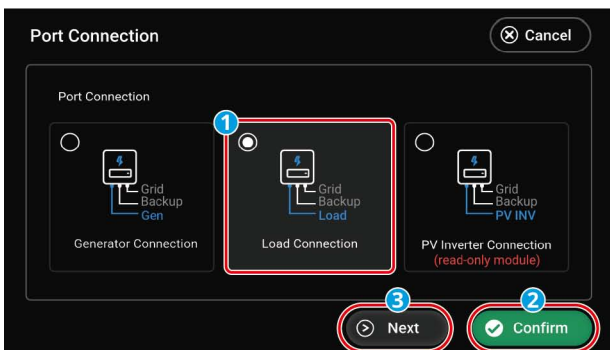 Port Connection
Cancel
Port Connection
1
Grid
Backup
Gen
Generator Connection
Grid
Backup
Load
Load Connection
Grid
Backup
PV INV
PV Inverter Connection
(read-only module)
3
Next
2
Confirm